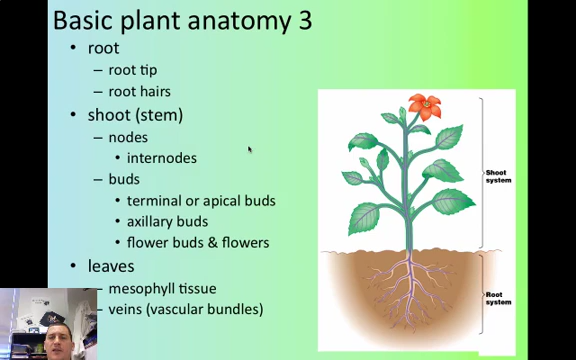 Basic plant anatomy 3
• root
– root tip
– root hairs
• shoot (stem)
– nodes
• internodes
– buds
• terminal or apical buds
• axillary buds
• flower buds & flowers
• leaves
– mesophyll tissue
– veins (vascular bundles)
Shoot
system
Root
system